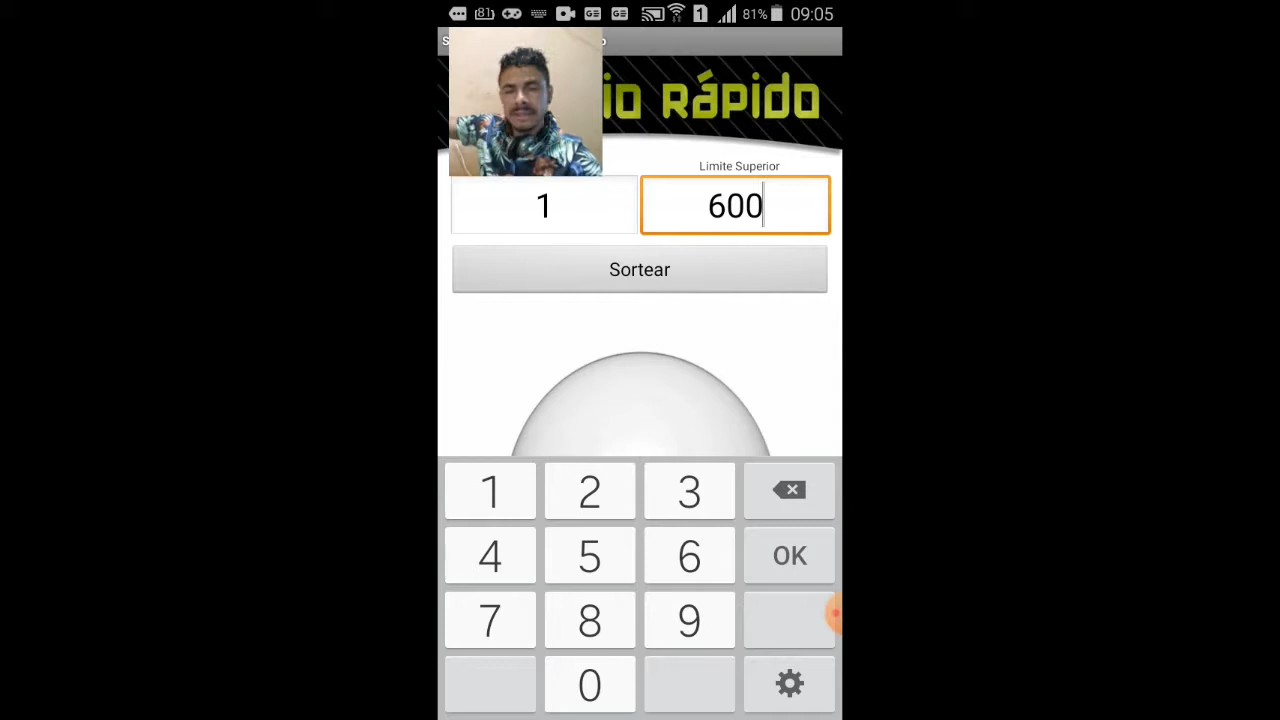 81% 09:05
io Rápido
Limite Superior
1 600
Sortear
1 2 3
4 5 6 OK
7 8 9
0